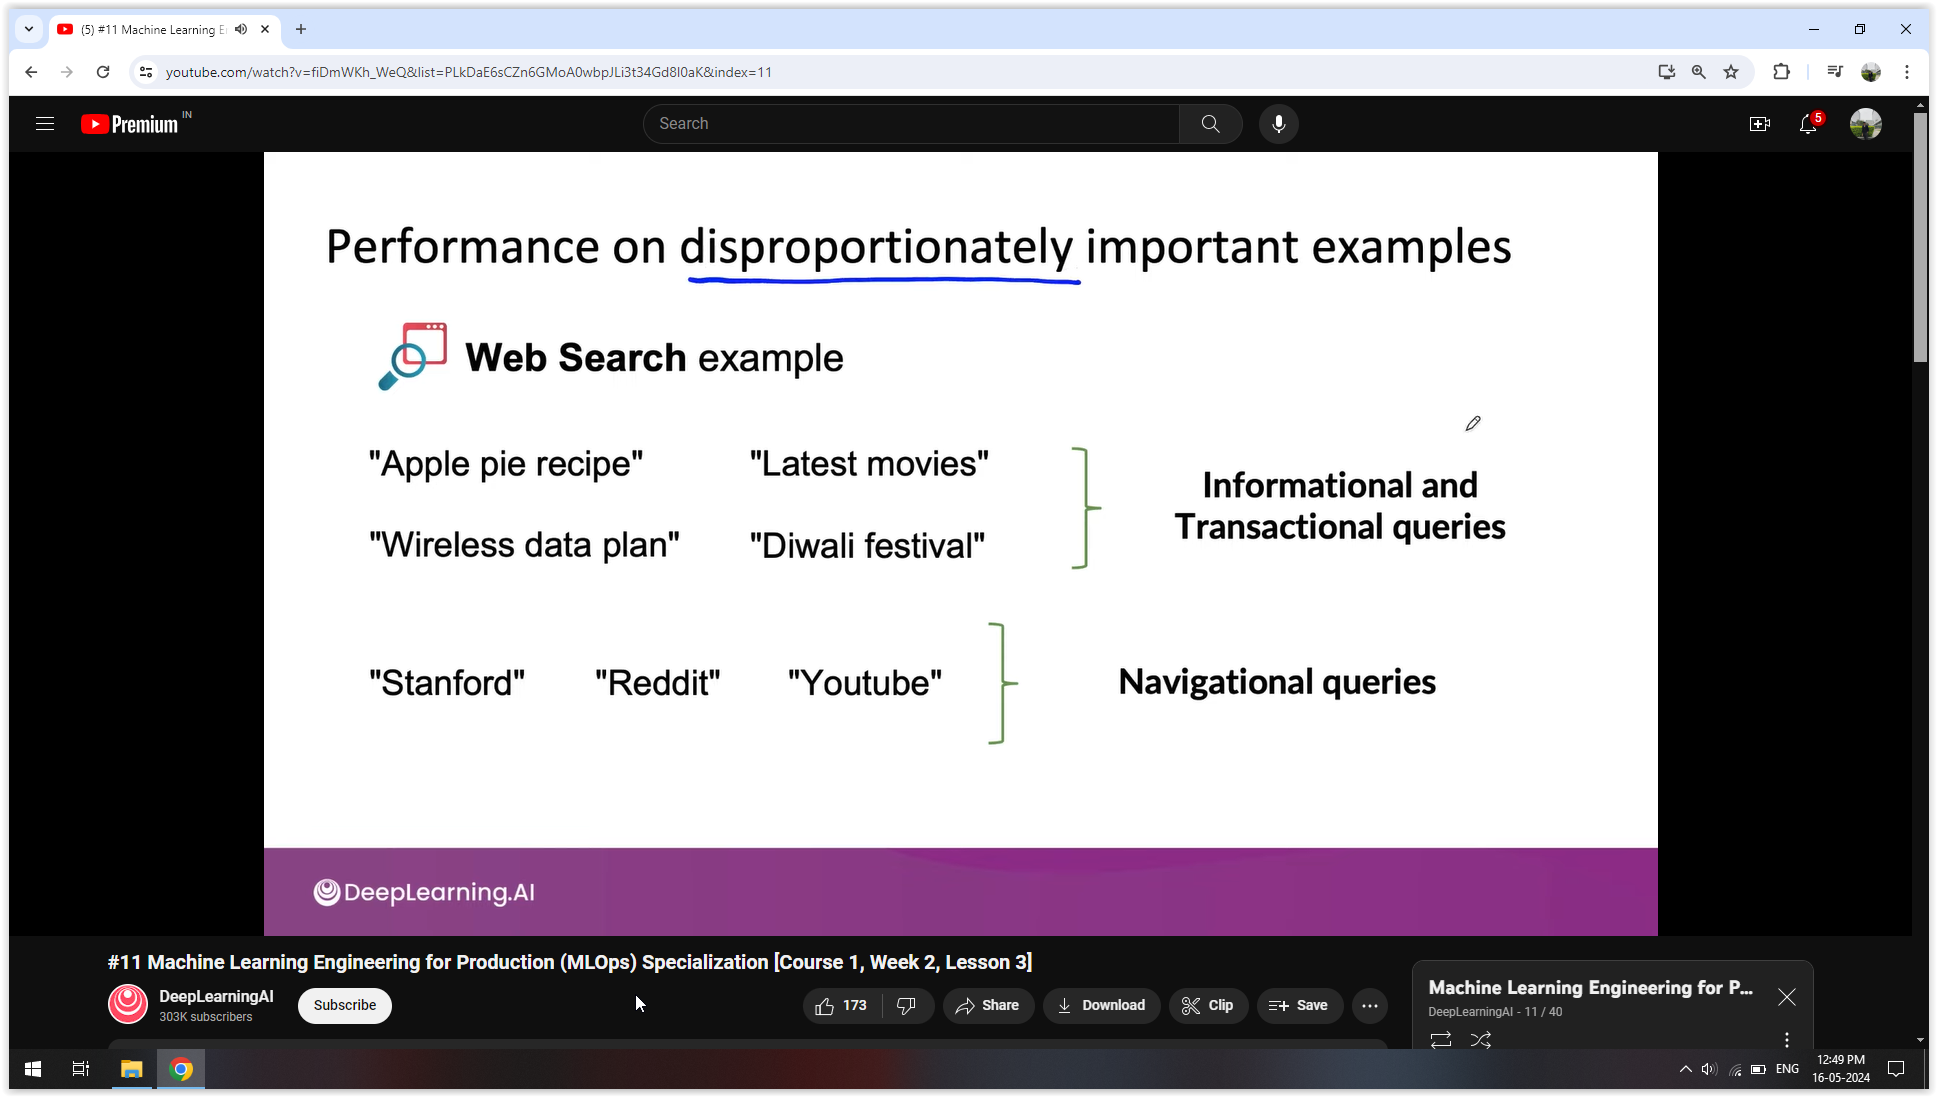 (5) #11 Machine Learning E
youtube.com/watch?v=fiDmWKh_WeQ&list=PLkDaE6sCZn6GMoA0wbpJLi3t34Gd8l0aK&index=11
Premium IN
Search
5
Performance on disproportionately important examples
Web Search example
"Apple pie recipe" "Latest movies"
"Wireless data plan" "Diwali festival"
Informational and
Transactional queries
"Stanford" "Reddit" "Youtube"
Navigational queries
DeepLearning.AI
#11 Machine Learning Engineering for Production (MLOps) Specialization [Course 1, Week 2, Lesson 3]
DeepLearningAI
303K subscribers
Subscribe
173
Share
Download
Clip
Save
Machine Learning Engineering for P...
DeepLearningAI - 11 / 40
ENG
12:49 PM
16-05-2024